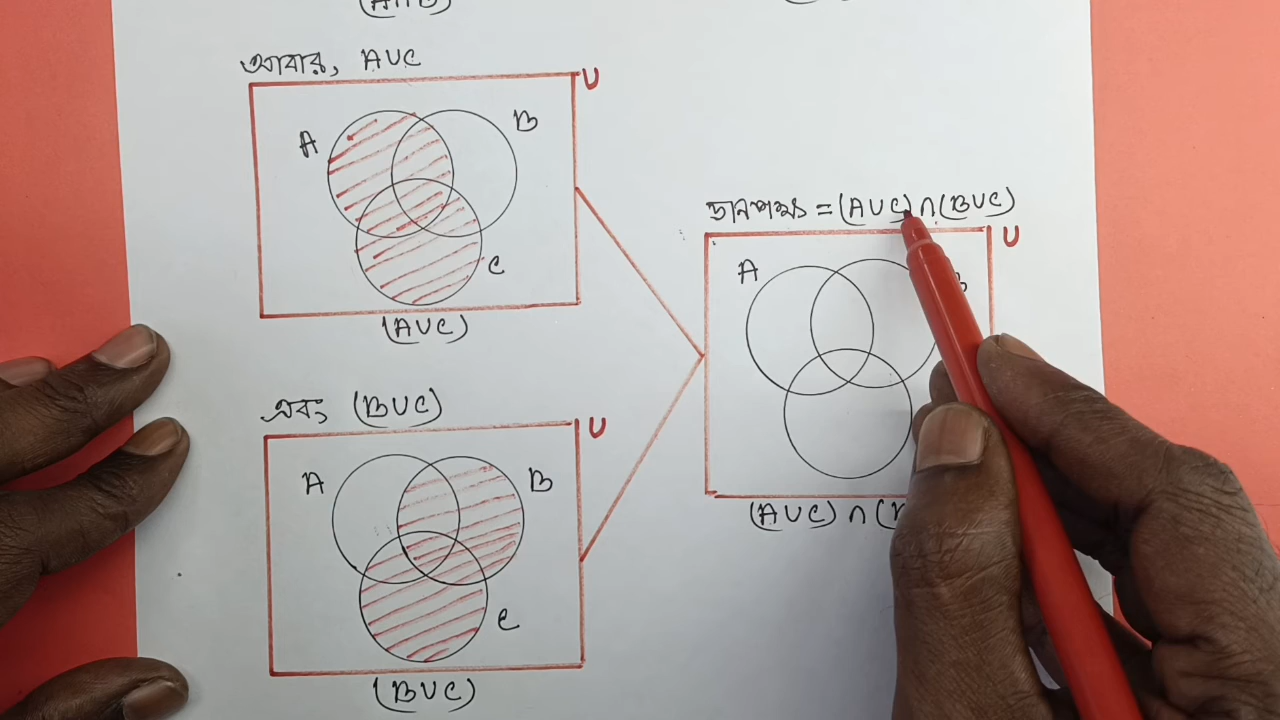 (A∩B)
আবার, A∪C
U
A
B
C
(A∪C)
এবং (B∪C)
U
A
B
C
(B∪C)
ডানপক্ষ = (A∪C)∩(B∪C)
U
A
B
(A∪C) ∩ (B